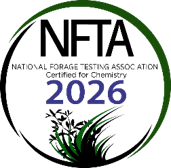 NFTA
NATIONAL FORAGE TESTING ASSOCIATION
Certified for Chemistry
2026